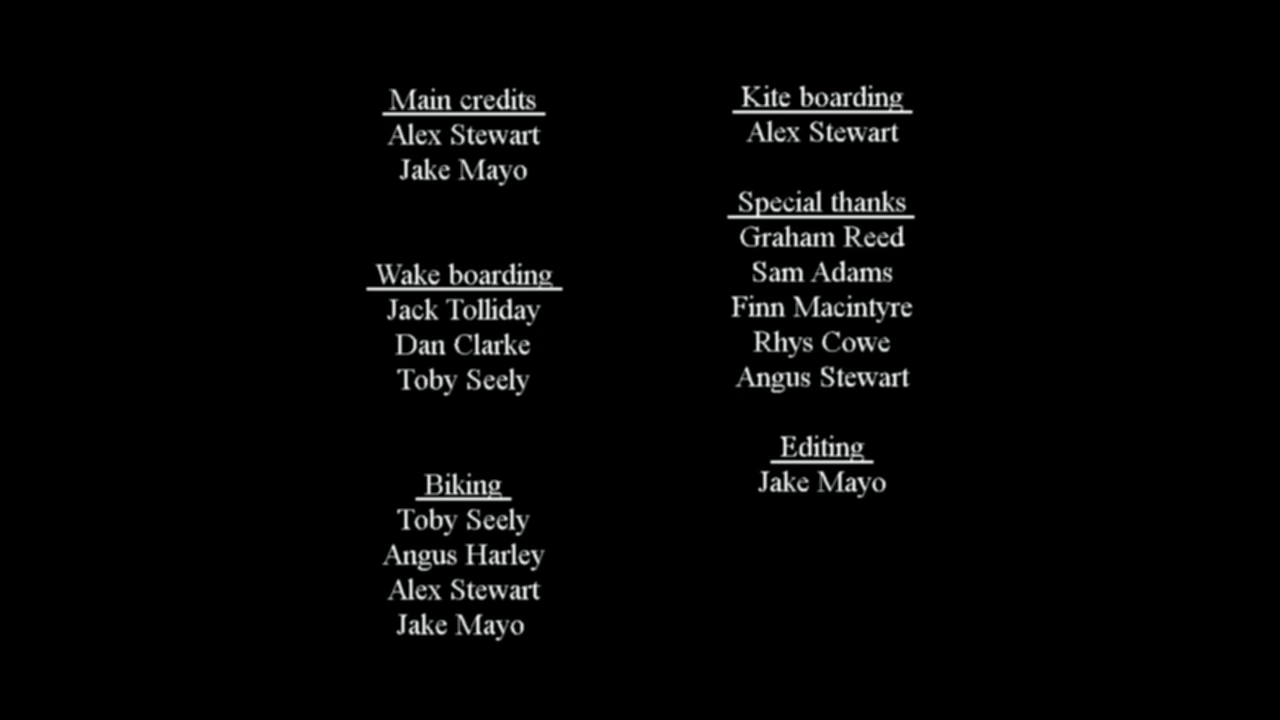 Main credits
Alex Stewart
Jake Mayo
Wake boarding
Jack Tolliday
Dan Clarke
Toby Seely
Biking
Toby Seely
Angus Harley
Alex Stewart
Jake Mayo
Kite boarding
Alex Stewart
Special thanks
Graham Reed
Sam Adams
Finn Macintyre
Rhys Cowe
Angus Stewart
Editing
Jake Mayo